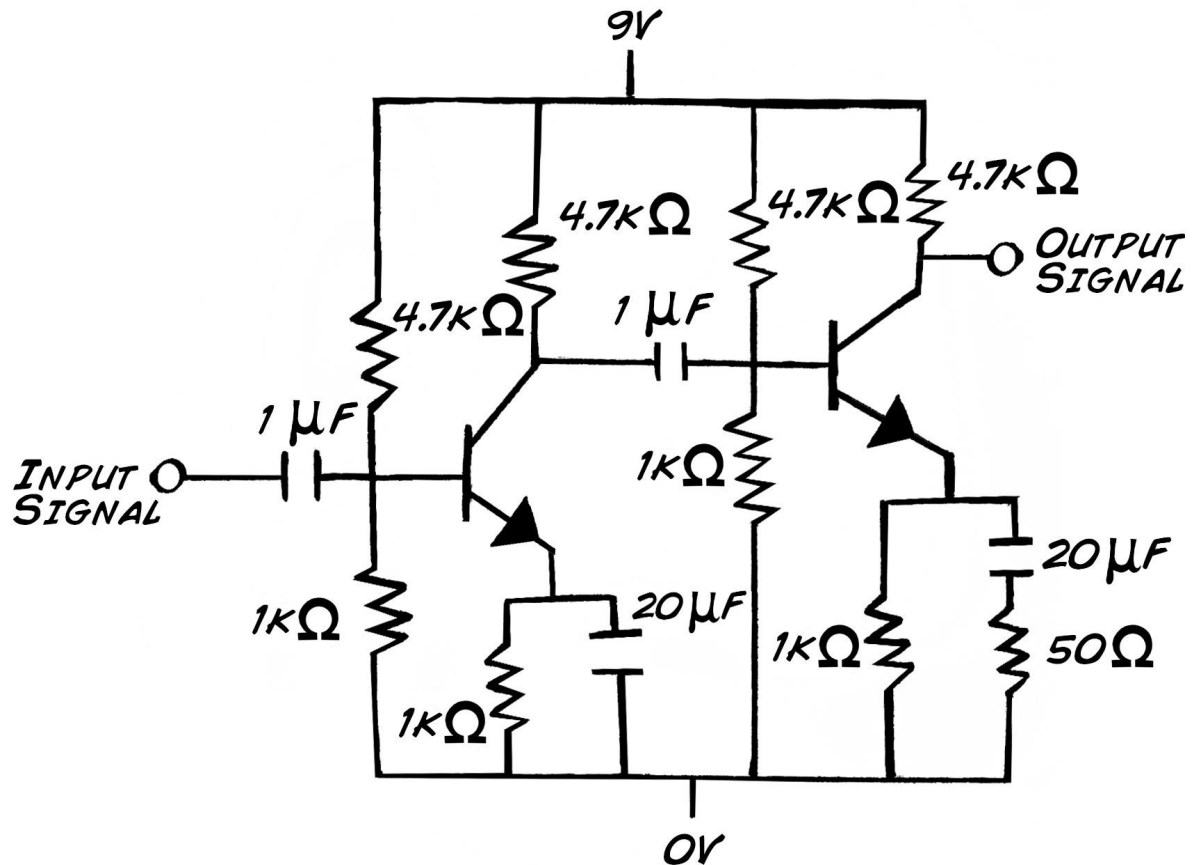 9V
4.7KΩ
4.7KΩ
4.7KΩ
OUTPUT
SIGNAL
4.7KΩ
1 µF
1 µF
INPUT
SIGNAL
1KΩ
20µF
1KΩ
20µF
1KΩ
50Ω
1KΩ
0V